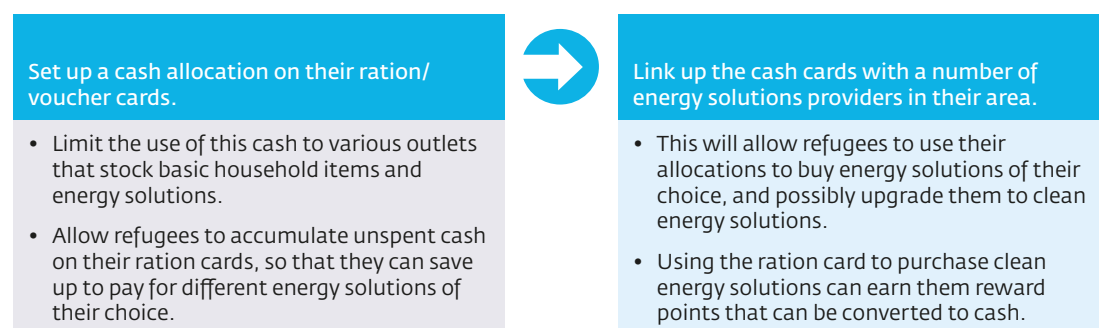 Set up a cash allocation on their ration/
voucher cards.
• Limit the use of this cash to various outlets
that stock basic household items and
energy solutions.
• Allow refugees to accumulate unspent cash
on their ration cards, so that they can save
up to pay for different energy solutions of
their choice.
Link up the cash cards with a number of
energy solutions providers in their area.
• This will allow refugees to use their
allocations to buy energy solutions of their
choice, and possibly upgrade them to clean
energy solutions.
• Using the ration card to purchase clean
energy solutions can earn them reward
points that can be converted to cash.